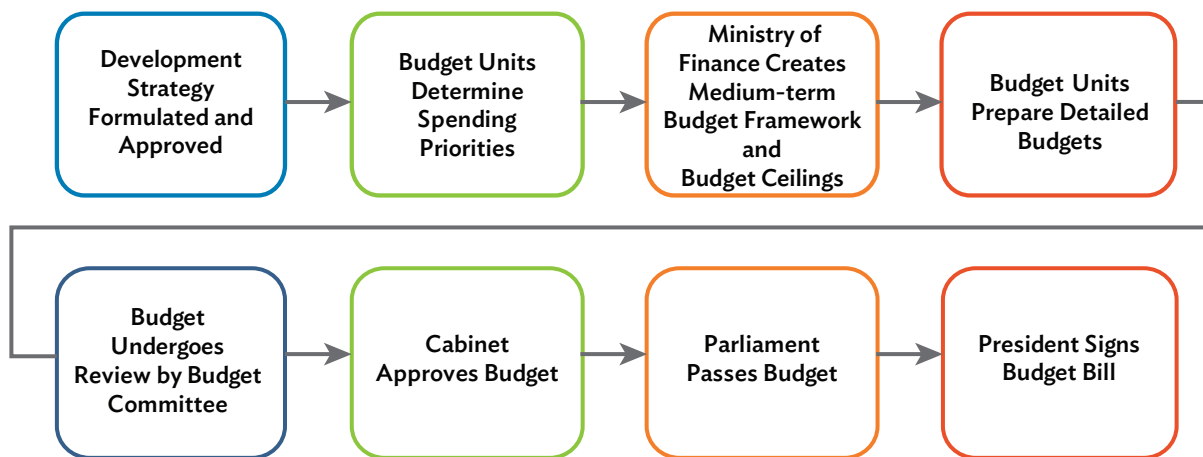 Development
Strategy
Formulated and
Approved
Budget Units
Determine
Spending
Priorities
Ministry of
Finance Creates
Medium-term
Budget Framework
and
Budget Ceilings
Budget Units
Prepare Detailed
Budgets
Budget
Undergoes
Review by Budget
Committee
Cabinet
Approves Budget
Parliament
Passes Budget
President Signs
Budget Bill